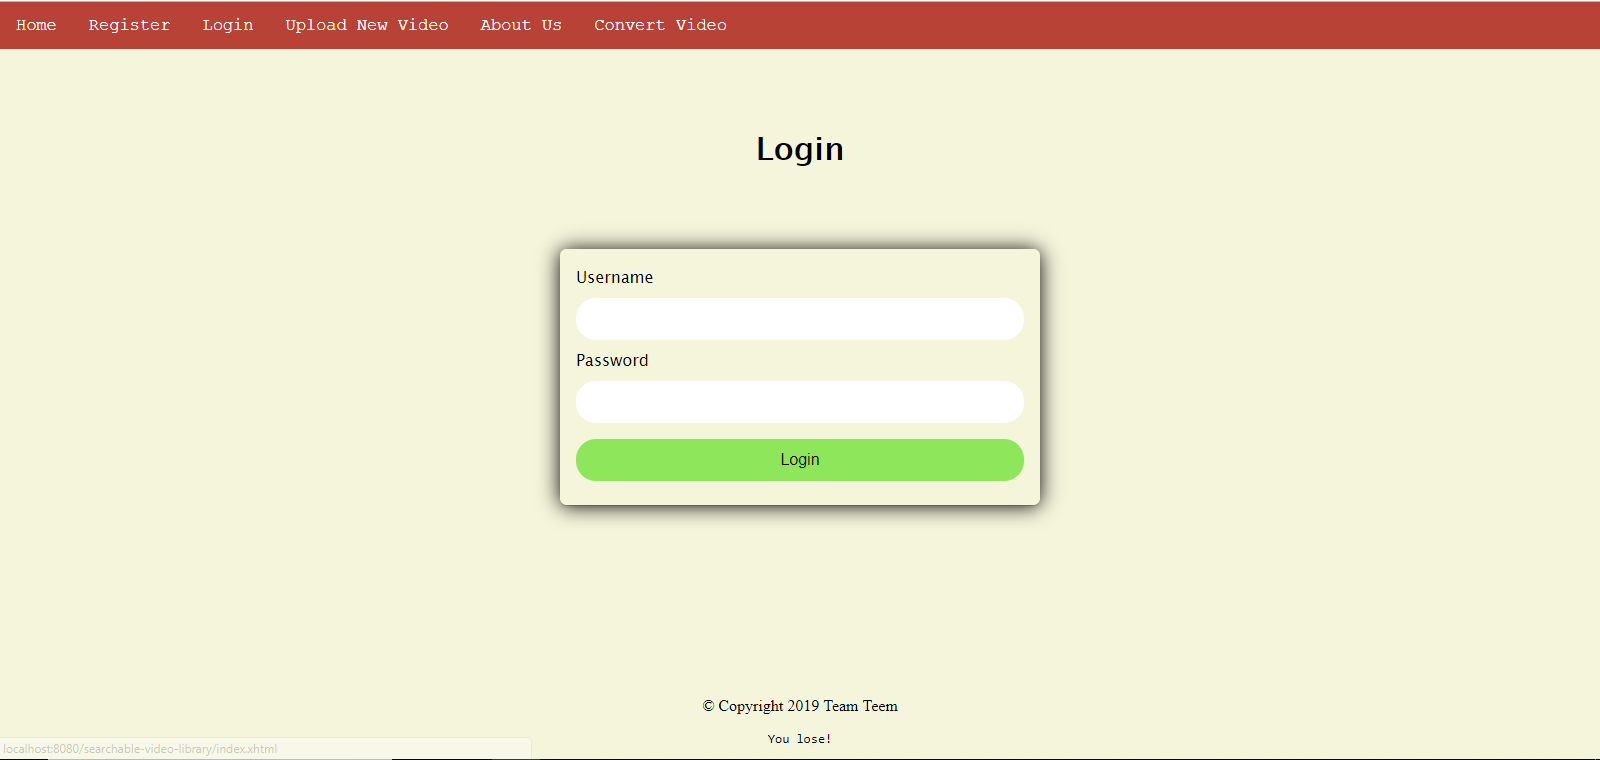 Home Register Login Upload New Video About Us Convert Video
Login
Username
Password
Login
© Copyright 2019 Team Teem
You lose!
localhost:8080/searchable-video-library/index.xhtml